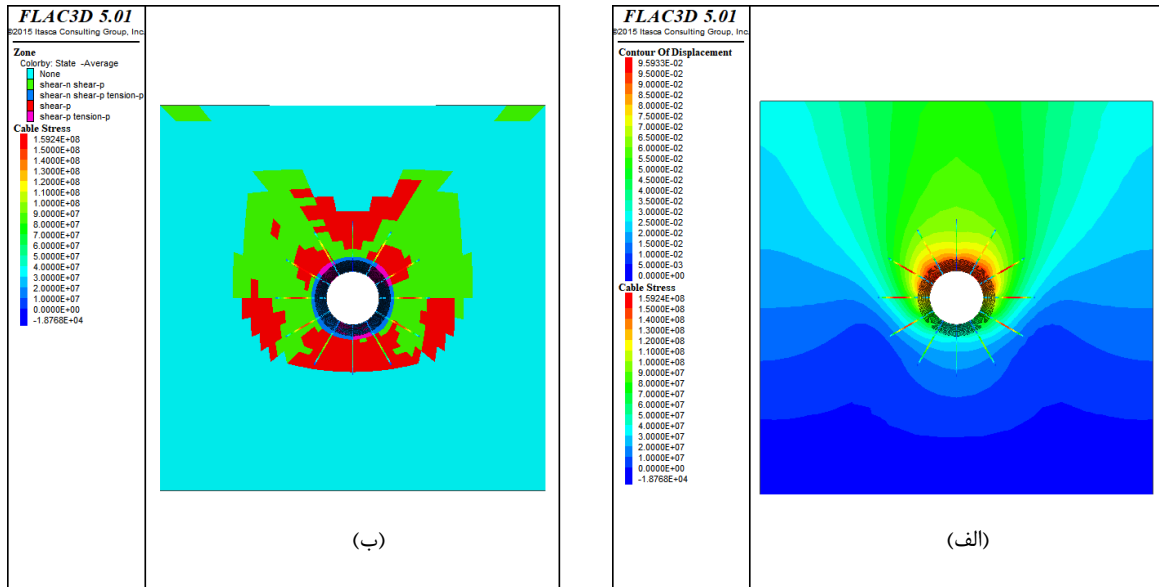 FLAC3D 5.01
©2015 Itasca Consulting Group, Inc.
Zone
Colorby: State -Average
None
shear-n shear-p
shear-n shear-p tension-p
shear-p
shear-p tension-p
Cable Stress
1.5924E+08
1.5000E+08
1.4000E+08
1.3000E+08
1.2000E+08
1.1000E+08
1.0000E+08
9.0000E+07
8.0000E+07
7.0000E+07
6.0000E+07
5.0000E+07
4.0000E+07
3.0000E+07
2.0000E+07
1.0000E+07
0.0000E+00
-1.8768E+04
(ب)
FLAC3D 5.01
©2015 Itasca Consulting Group, Inc.
Contour Of Displacement
9.5933E-02
9.5000E-02
9.0000E-02
8.5000E-02
8.0000E-02
7.5000E-02
7.0000E-02
6.5000E-02
6.0000E-02
5.5000E-02
5.0000E-02
4.5000E-02
4.0000E-02
3.5000E-02
3.0000E-02
2.5000E-02
2.0000E-02
1.5000E-02
1.0000E-02
5.0000E-03
0.0000E+00
Cable Stress
1.5924E+08
1.5000E+08
1.4000E+08
1.3000E+08
1.2000E+08
1.1000E+08
1.0000E+08
9.0000E+07
8.0000E+07
7.0000E+07
6.0000E+07
5.0000E+07
4.0000E+07
3.0000E+07
2.0000E+07
1.0000E+07
0.0000E+00
-1.8768E+04
(الف)